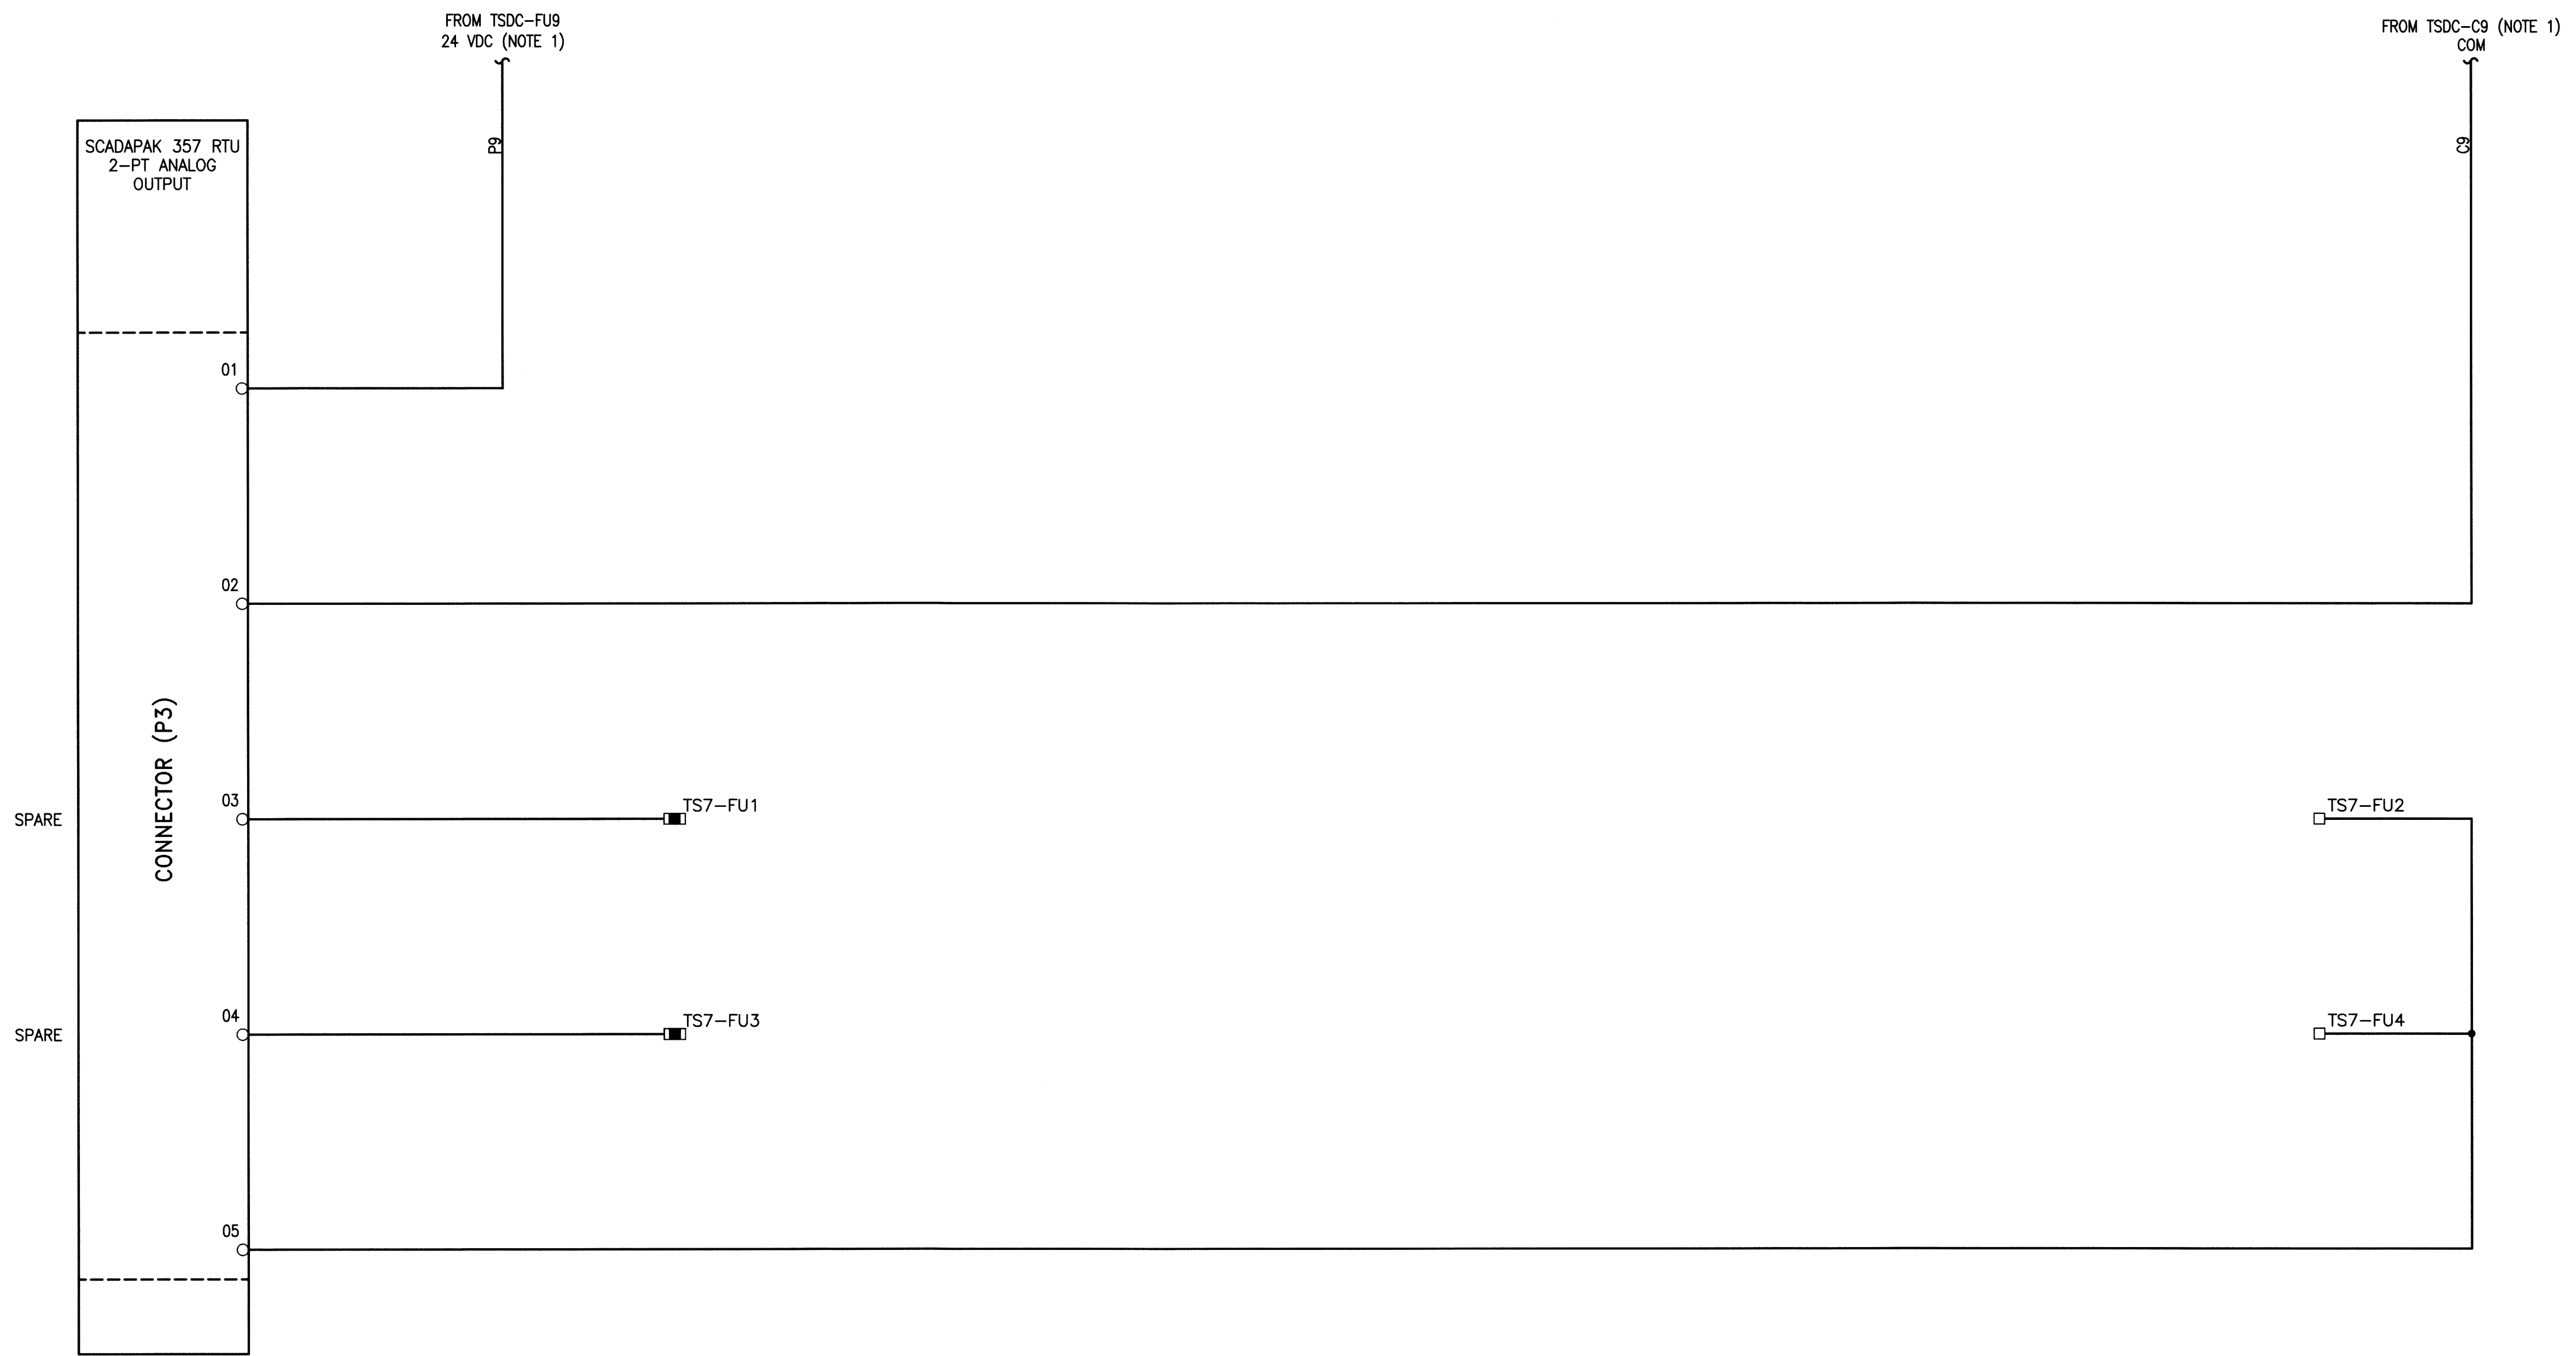 FROM TSDC-FU9
24 VDC (NOTE 1)
FROM TSDC-C9 (NOTE 1)
COM
P9
C9
SCADAPAK 357 RTU
2-PT ANALOG
OUTPUT
01
02
CONNECTOR (P3)
SPARE
03
TS7-FU1
TS7-FU2
SPARE
04
TS7-FU3
TS7-FU4
05